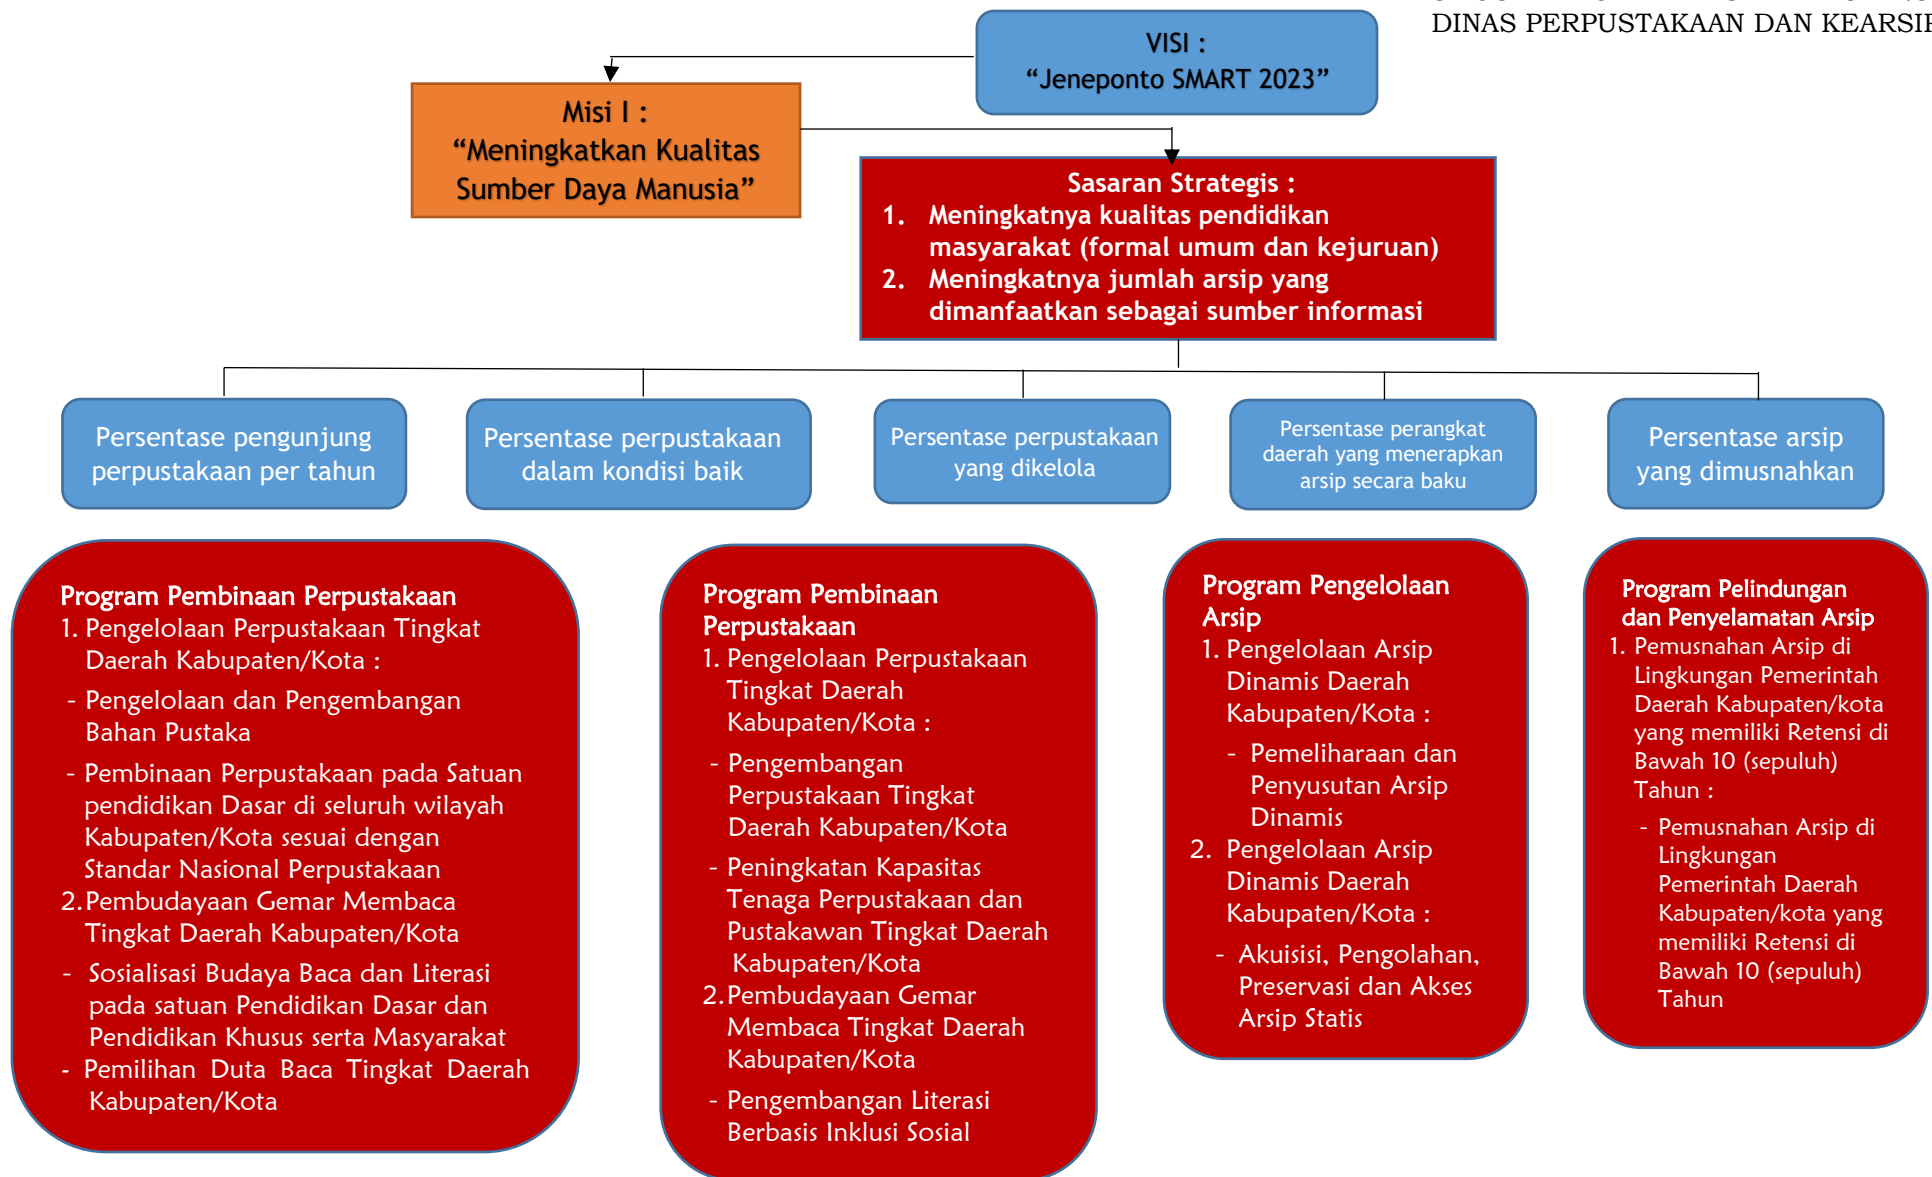 DINAS PERPUSTAKAAN DAN
VISI :
“Jeneponto SMART 2023”
Misi I :
“Meningkatkan Kualitas
Sumber Daya Manusia”
Sasaran Strategis :
1. Meningkatnya kualitas pendidikan
masyarakat (formal umum dan kejuruan)
2. Meningkatnya jumlah arsip yang
dimanfaatkan sebagai sumber informasi
Persentase pengunjung
perpustakaan per tahun
Persentase perpustakaan
dalam kondisi baik
Persentase perpustakaan
yang dikelola
Persentase perangkat
daerah yang menerapkan
arsip secara baku
Persentase arsip
yang dimusnahkan
Program Pembinaan Perpustakaan
1. Pengelolaan Perpustakaan Tingkat
Daerah Kabupaten/Kota :
- Pengelolaan dan Pengembangan
Bahan Pustaka
- Pembinaan Perpustakaan pada Satuan
pendidikan Dasar di seluruh wilayah
Kabupaten/Kota sesuai dengan
Standar Nasional Perpustakaan
2. Pembudayaan Gemar Membaca
Tingkat Daerah Kabupaten/Kota
- Sosialisasi Budaya Baca dan Literasi
pada satuan Pendidikan Dasar dan
Pendidikan Khusus serta Masyarakat
- Pemilihan Duta Baca Tingkat Daerah
Kabupaten/Kota
Program Pembinaan
Perpustakaan
1. Pengelolaan Perpustakaan
Tingkat Daerah
Kabupaten/Kota :
- Pengembangan
Perpustakaan Tingkat
Daerah Kabupaten/Kota
- Peningkatan Kapasitas
Tenaga Perpustakaan dan
Pustakawan Tingkat Daerah
Kabupaten/Kota
2. Pembudayaan Gemar
Membaca Tingkat Daerah
Kabupaten/Kota
- Pengembangan Literasi
Berbasis Inklusi Sosial
Program Pengelolaan
Arsip
1. Pengelolaan Arsip
Dinamis Daerah
Kabupaten/Kota :
- Pemeliharaan dan
Penyusutan Arsip
Dinamis
2. Pengelolaan Arsip
Dinamis Daerah
Kabupaten/Kota :
- Akuisisi, Pengolahan,
Preservasi dan Akses
Arsip Statis
Program Pelindungan
dan Penyelamatan Arsip
1. Pemusnahan Arsip di
Lingkungan Pemerintah
Daerah Kabupaten/kota
yang memiliki Retensi di
Bawah 10 (sepuluh)
Tahun :
- Pemusnahan Arsip di
Lingkungan
Pemerintah Daerah
Kabupaten/kota yang
memiliki Retensi di
Bawah 10 (sepuluh)
Tahun